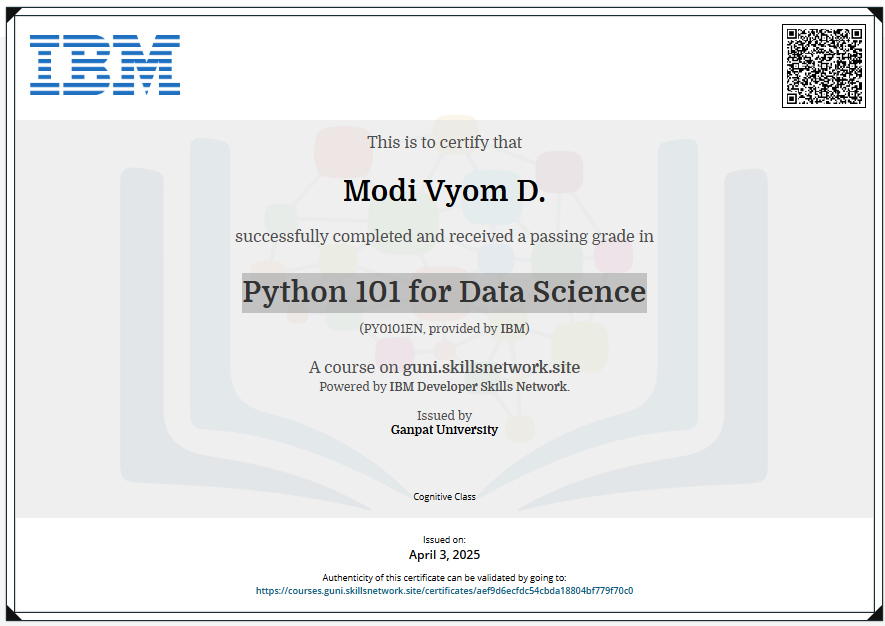 IBM
This is to certify that
Modi Vyom D.
successfully completed and received a passing grade in
Python 101 for Data Science
(PY0101EN, provided by IBM)
A course on guni.skillsnetwork.site
Powered by IBM Developer Skills Network.
Issued by
Ganpat University
Cognitive Class
Issued on:
April 3, 2025
Authenticity of this certificate can be validated by going to:
https://courses.guni.skillsnetwork.site/certificates/aef9d6ecfdc54cbda18804bf779f70c0